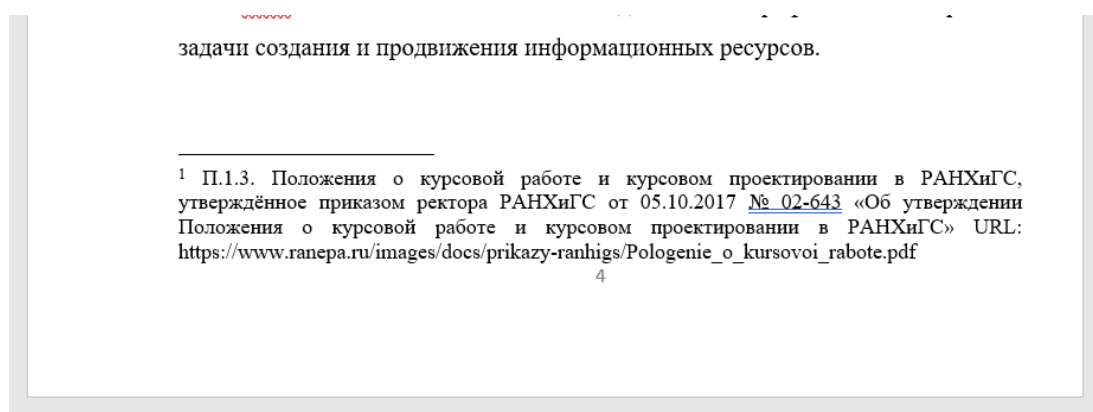 задачи создания и продвижения информационных ресурсов.
1 П.1.3. Положения о курсовой работе и курсовом проектировании в РАНХиГС,
утверждённое приказом ректора РАНХиГС от 05.10.2017 № 02-643 «Об утверждении
Положения о курсовой работе и курсовом проектировании в РАНХиГС» URL:
https://www.ranepa.ru/images/docs/prikazy-ranhigs/Pologenie_o_kursovoi_rabote.pdf
4